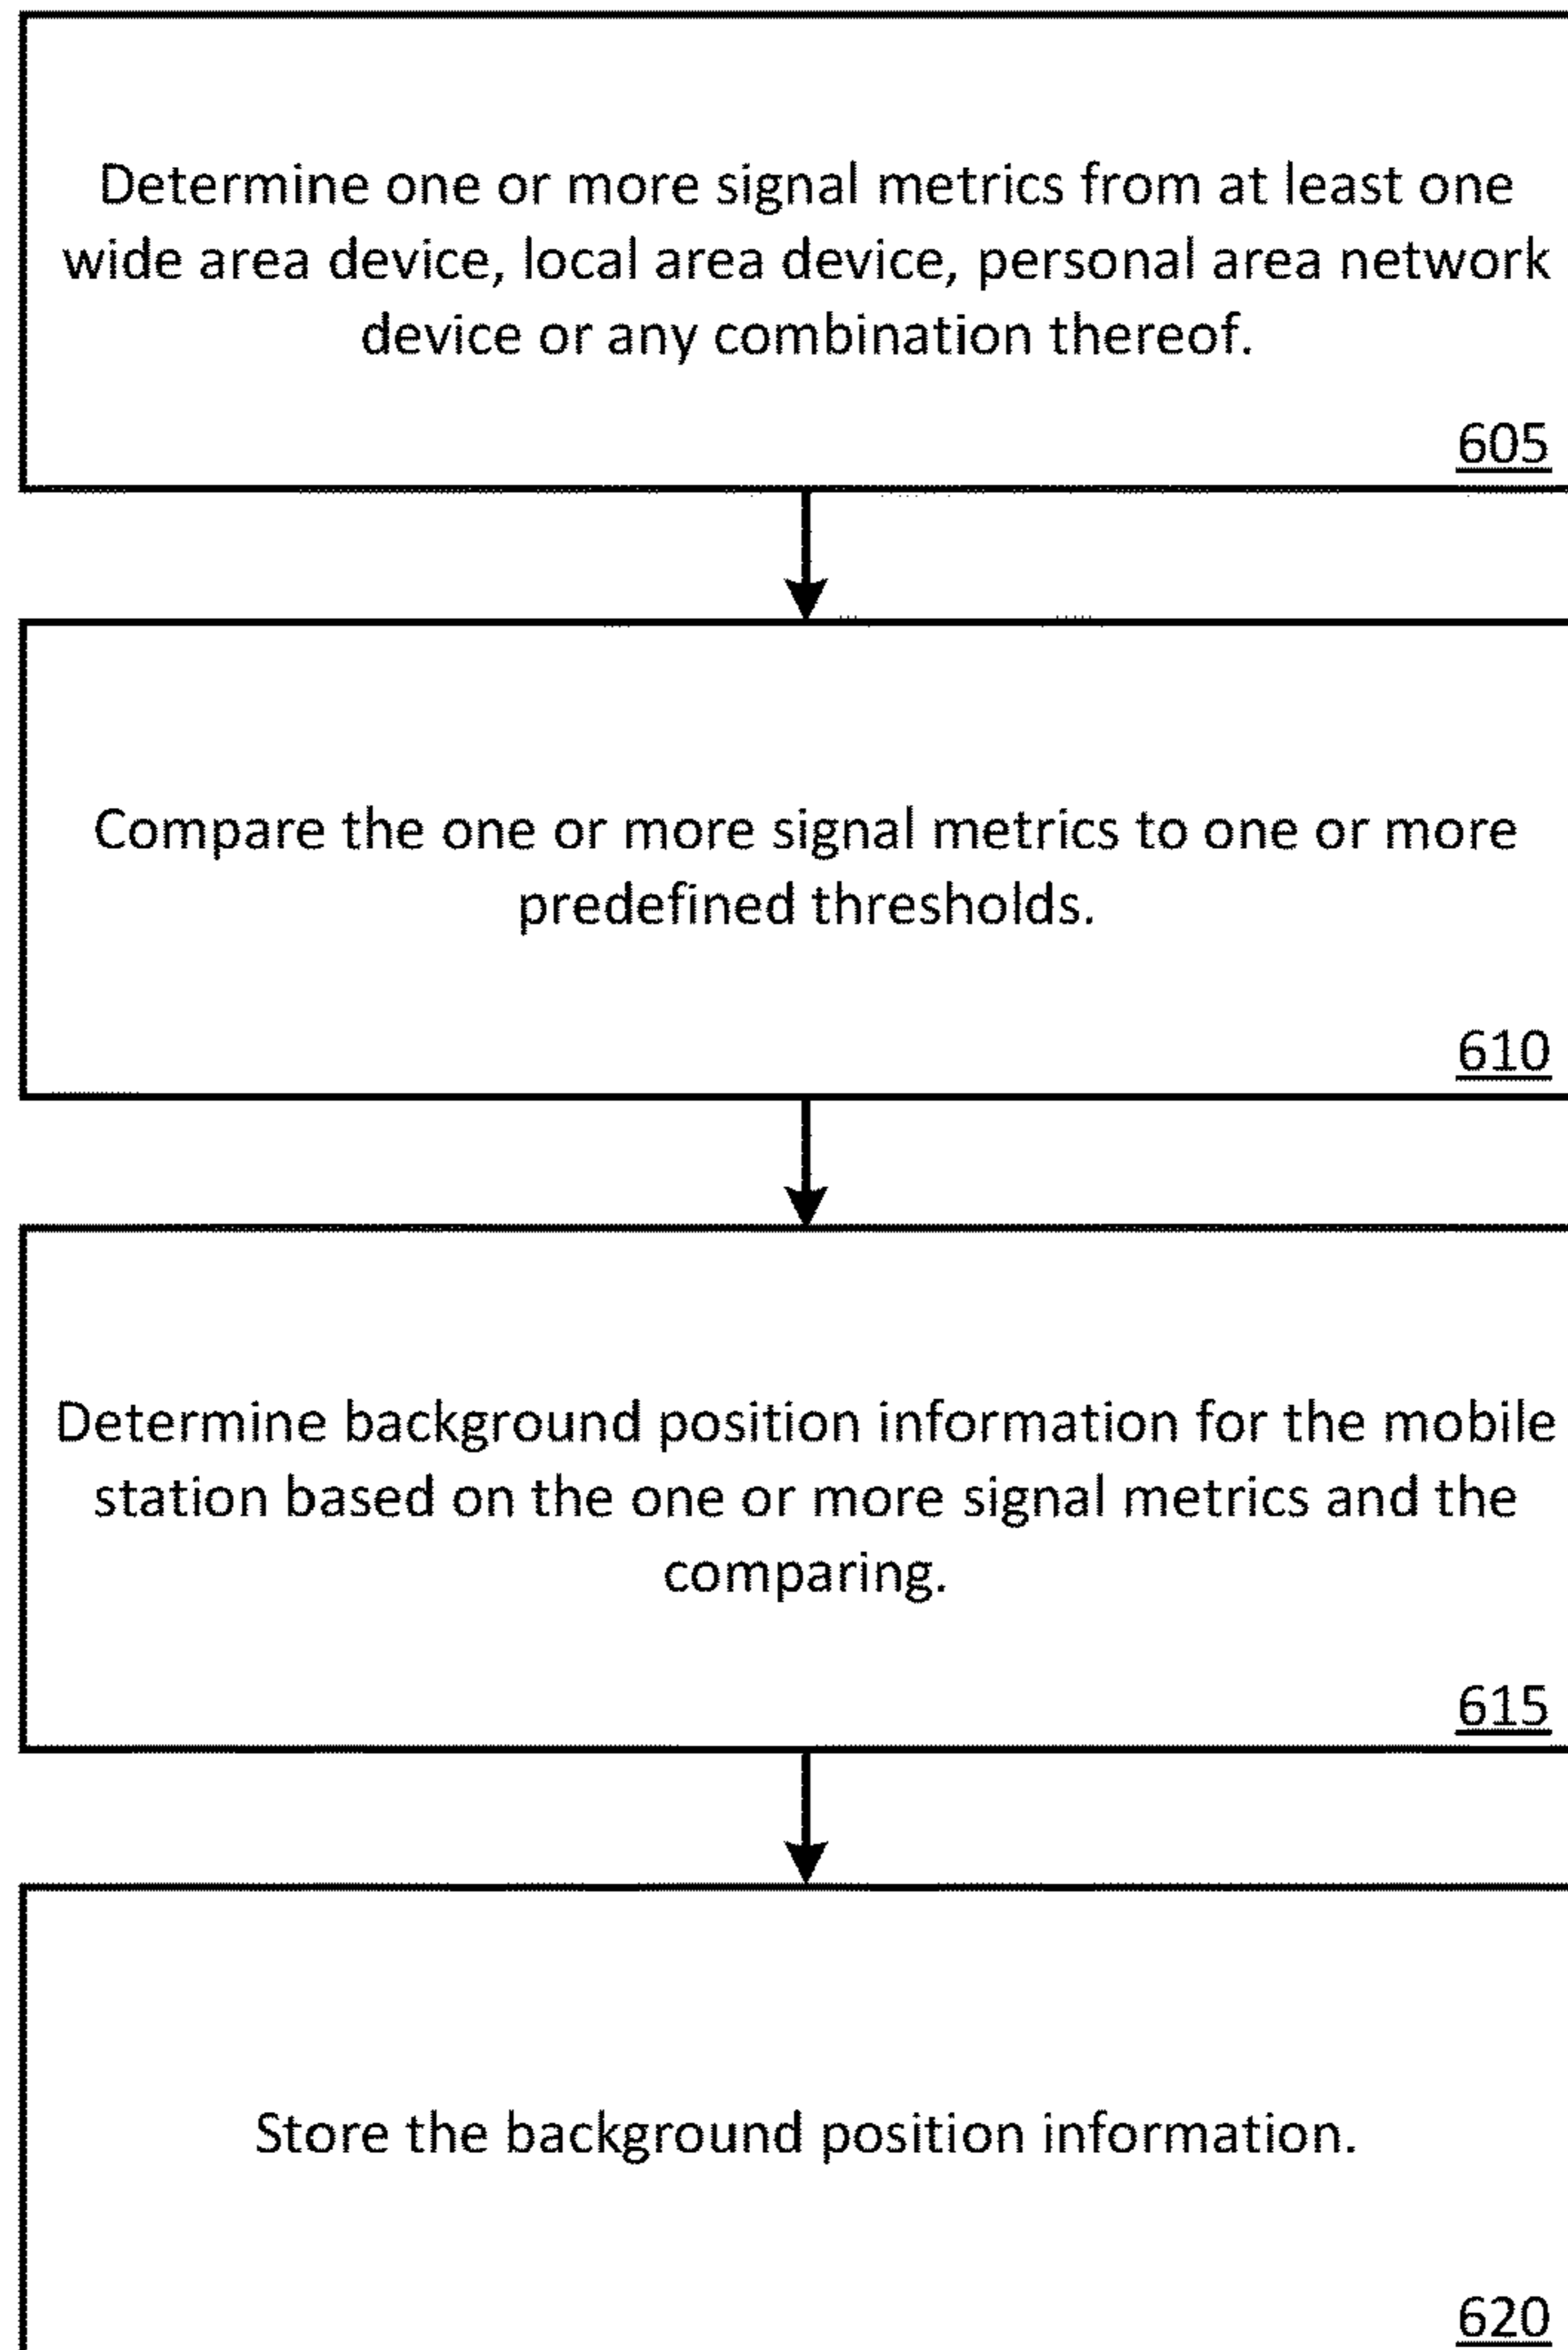 Determine one or more signal metrics from at least one
wide area device, local area device, personal area network
device or any combination thereof.
605
Compare the one or more signal metrics to one or more
predefined thresholds.
610
Determine background position information for the mobile
station based on the one or more signal metrics and the
comparing.
615
Store the background position information.
620